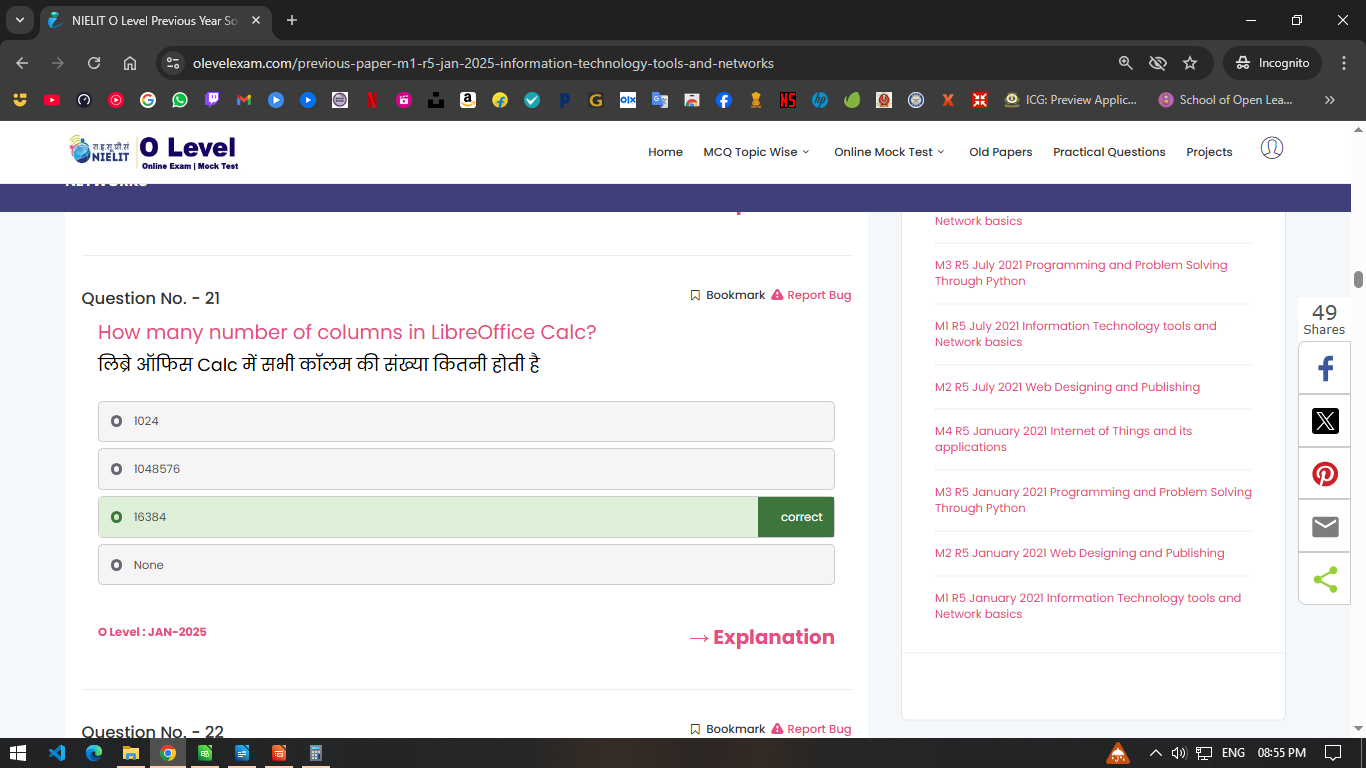 NIELIT O Level Previous Year So
olevelexam.com/previous-paper-m1-r5-jan-2025-information-technology-tools-and-networks
Incognito
ICG: Preview Applic...
School of Open Lea...
NIELIT
O Level
Online Exam | Mock Test
Home
MCQ Topic Wise
Online Mock Test
Old Papers
Practical Questions
Projects
NETWORKS
Question No. - 21
Bookmark
Report Bug
How many number of columns in LibreOffice Calc?
लिब्रे ऑफिस Calc में सभी कॉलम की संख्या कितनी होती है
1024
1048576
16384
correct
None
O Level : JAN-2025
→ Explanation
Question No. - 22
Bookmark
Report Bug
Network basics
M3 R5 July 2021 Programming and Problem Solving
Through Python
M1 R5 July 2021 Information Technology tools and
Network basics
M2 R5 July 2021 Web Designing and Publishing
M4 R5 January 2021 Internet of Things and its
applications
M3 R5 January 2021 Programming and Problem Solving
Through Python
M2 R5 January 2021 Web Designing and Publishing
M1 R5 January 2021 Information Technology tools and
Network basics
49
Shares
ENG
08:55 PM